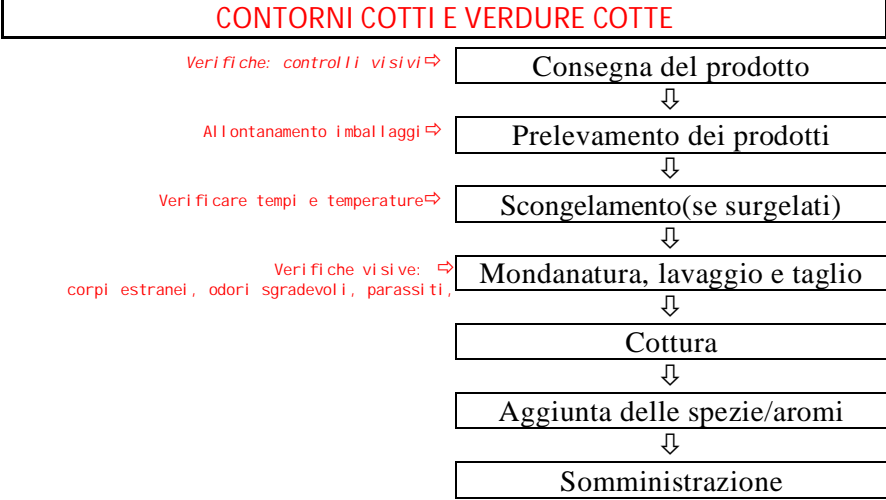 CONTORNI COTTI E VERDURE COTTE
Verifiche: controlli visivi⇨ Consegna del prodotto
⇩
Allontanamento imballaggi⇨ Prelevamento dei prodotti
⇩
Verificare tempi e temperature⇨ Scongelamento(se surgelati)
⇩
Verifiche visive: ⇨ Mondanatura, lavaggio e taglio
corpi estranei, odori sgradevoli, parassiti,
⇩
Cottura
⇩
Aggiunta delle spezie/aromi
⇩
Somministrazione